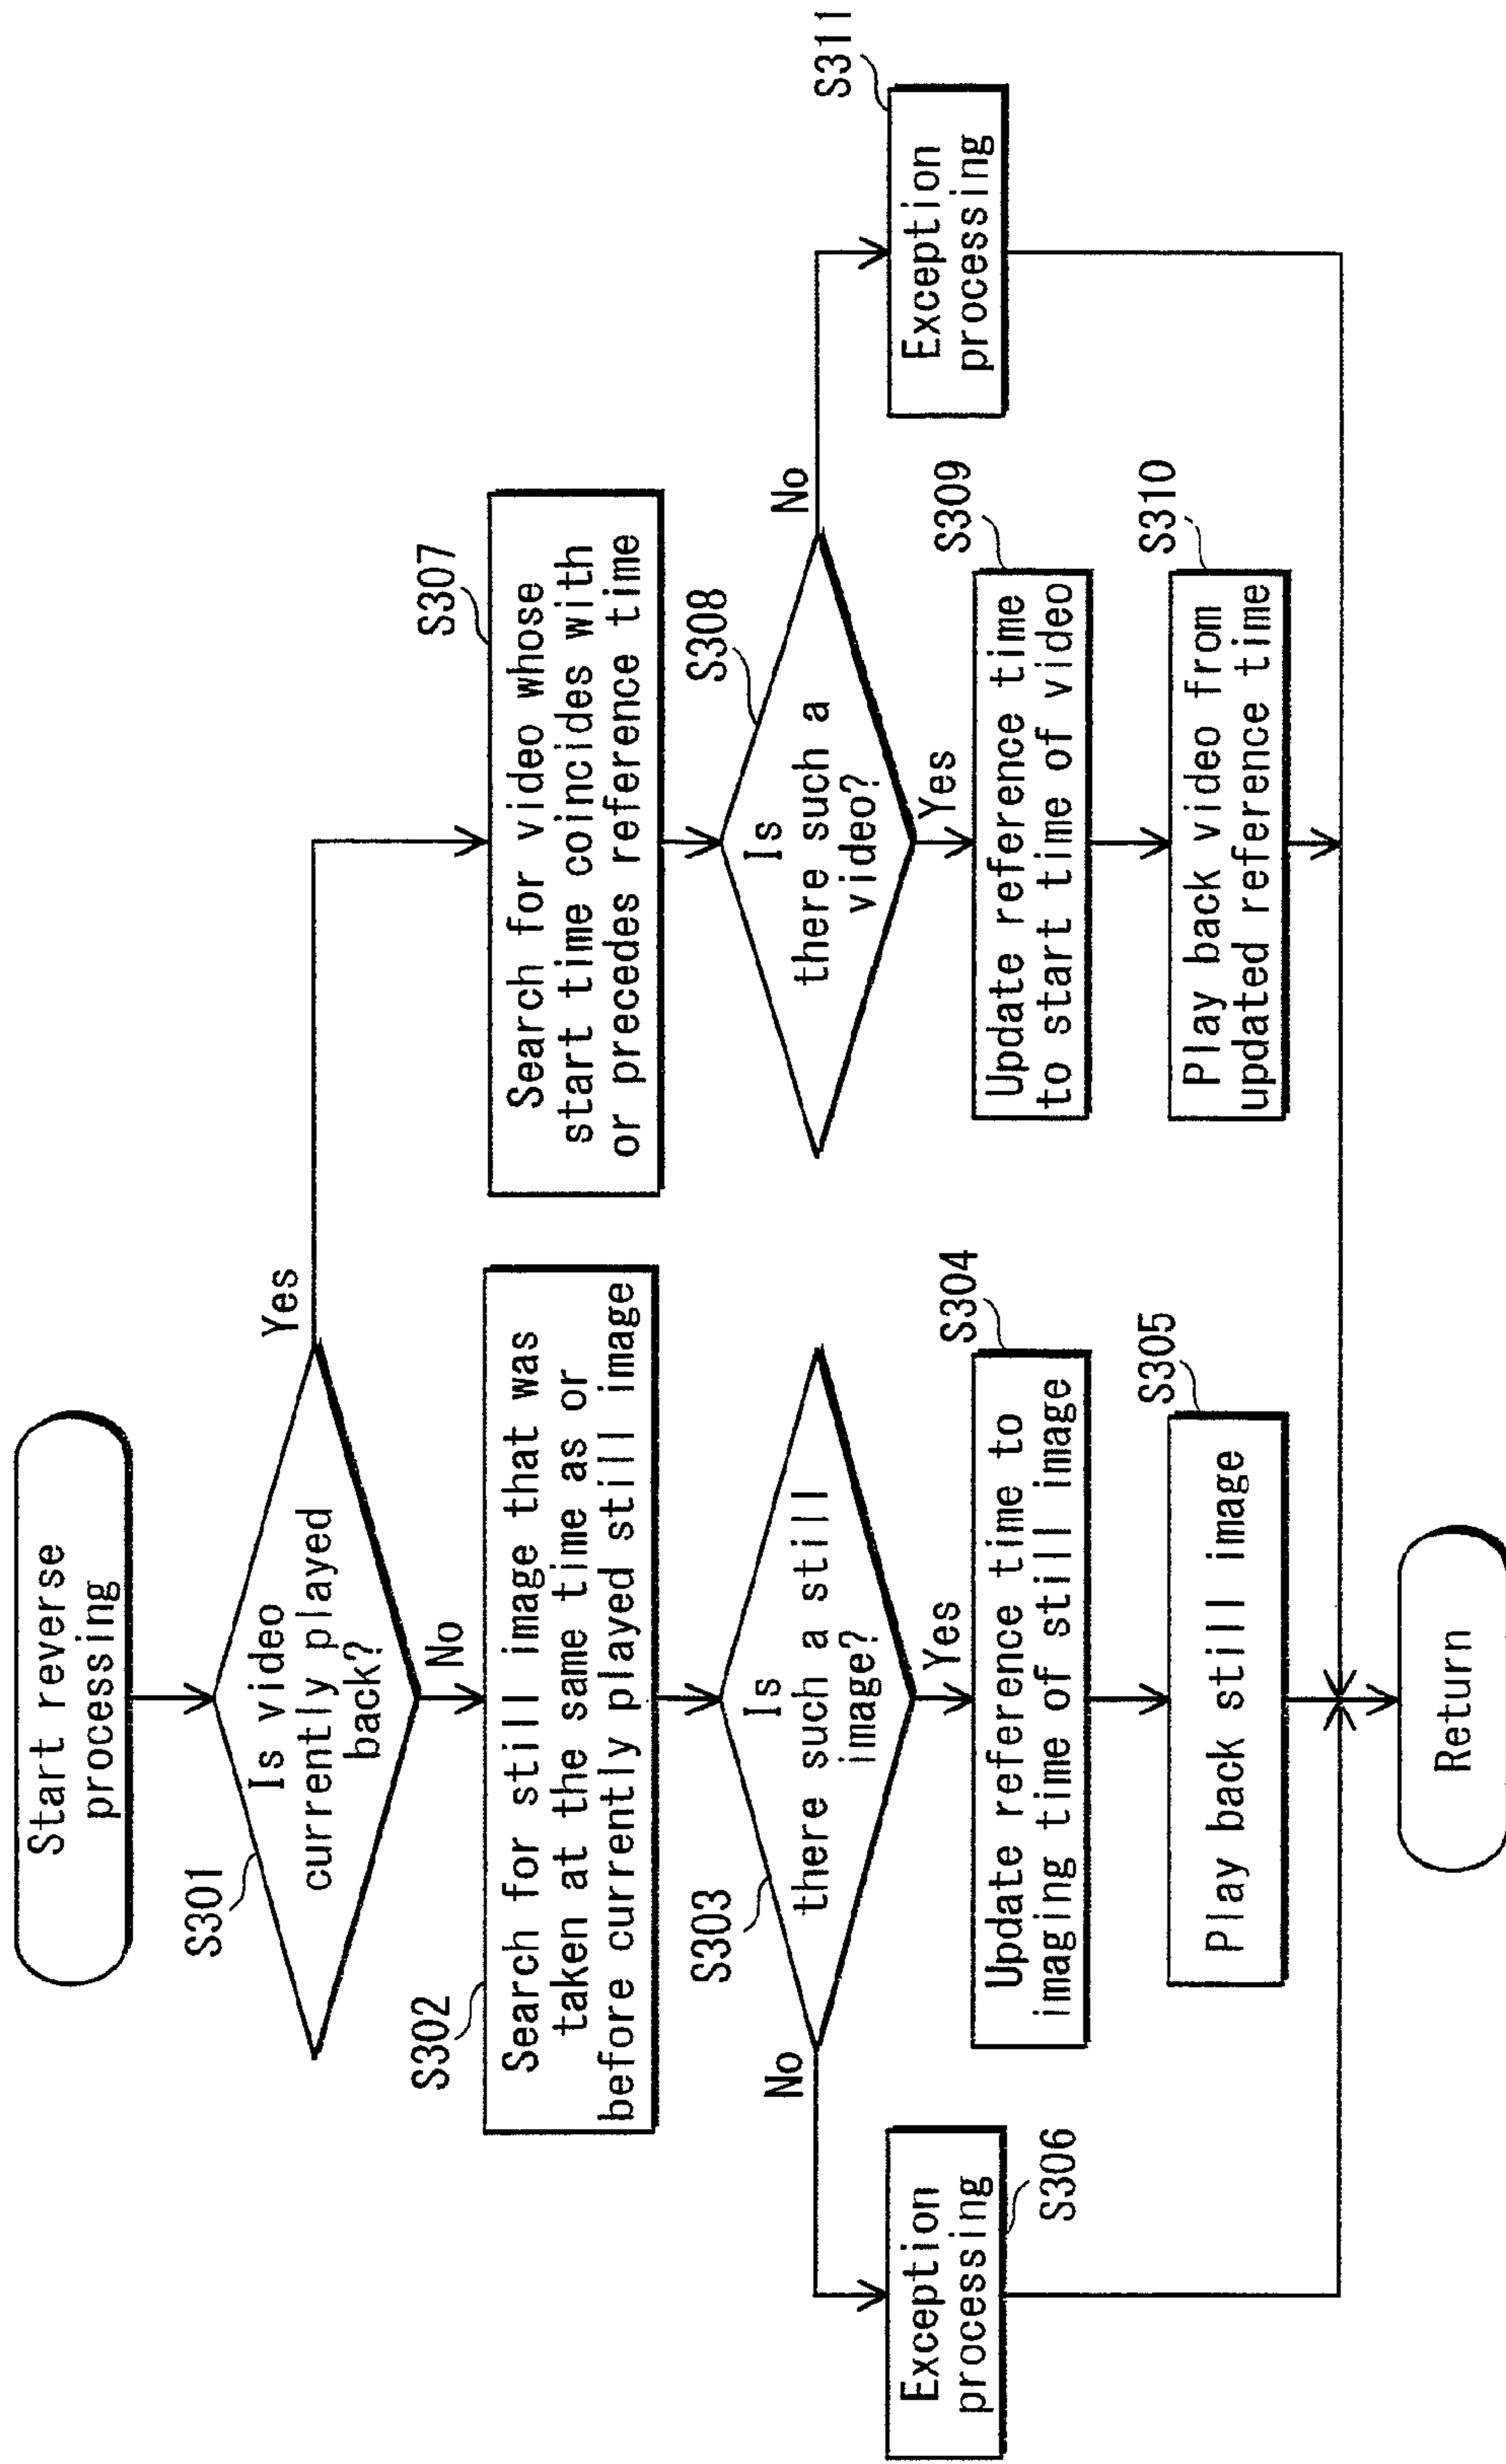 Start reverse
processing
S301
Is video
currently played
back?
Yes
No
S302
Search for still image that was
taken at the same time as or
before currently played still image
S303
Is
there such a still
image?
No
Yes
S304
Update reference time to
imaging time of still image
S305
Play back still image
Exception
processing
S306
S307
Search for video whose
start time coincides with
or precedes reference time
S308
Is
there such a
video?
No
Yes
S309
Update reference time
to start time of video
S310
Play back video from
updated reference time
S311
Exception
processing
Return